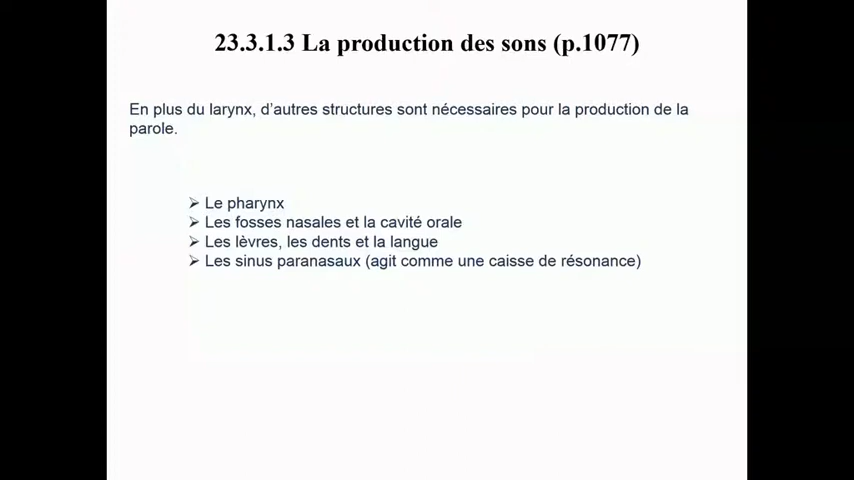 23.3.1.3 La production des sons (p.1077)
En plus du larynx, d'autres structures sont nécessaires pour la production de la
parole.
➢ Le pharynx
➢ Les fosses nasales et la cavité orale
➢ Les lèvres, les dents et la langue
➢ Les sinus paranasaux (agit comme une caisse de résonance)